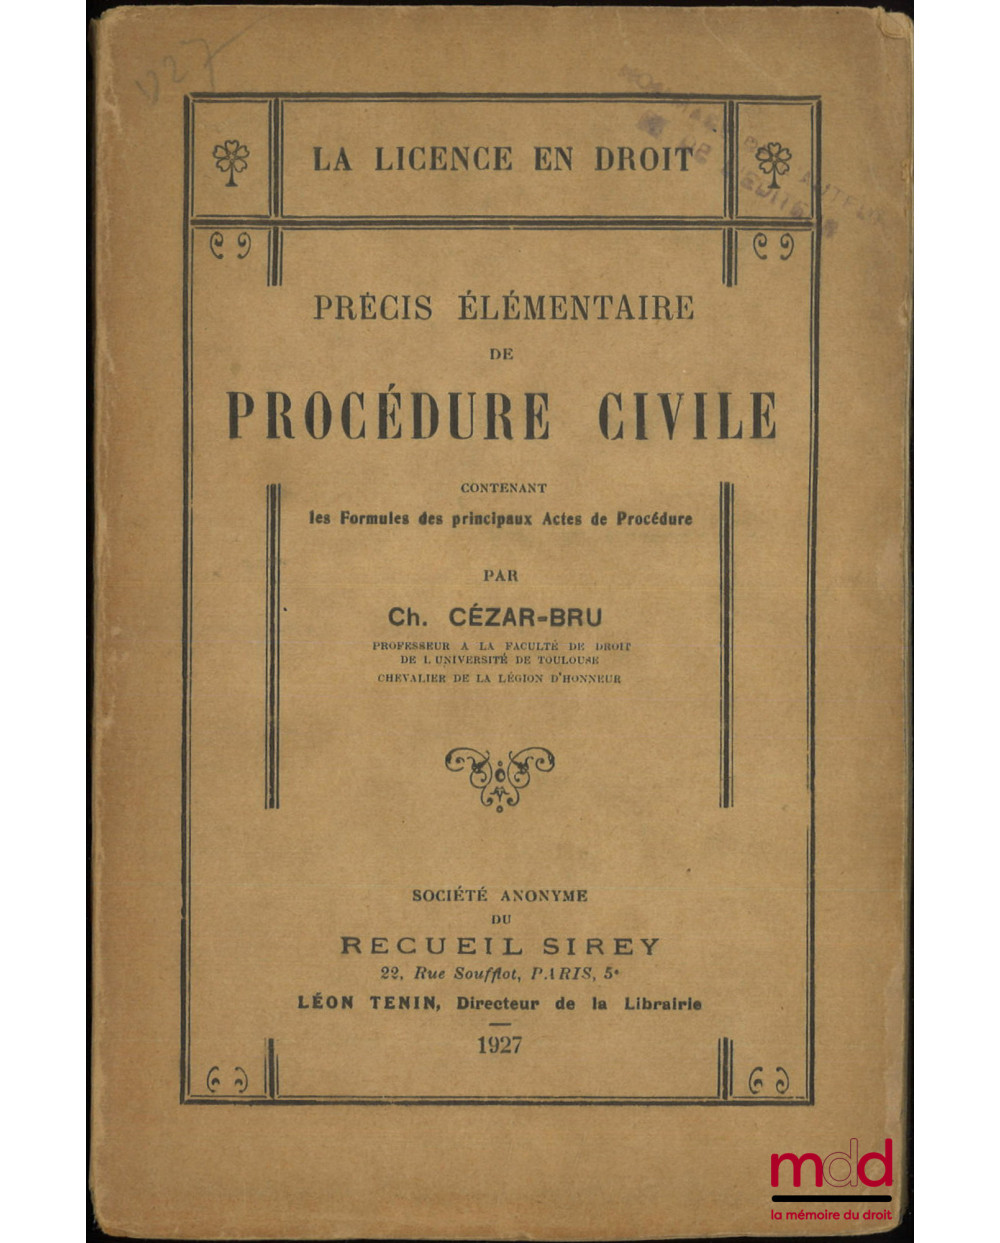 LA LICENCE EN DROIT
PRÉCIS ÉLÉMENTAIRE
DE
PROCÉDURE CIVILE
CONTENANT
les Formules des principaux Actes de Procédure
PAR
Ch. CÉZAR-BRU
PROFESSEUR A LA FACULTÉ DE DROIT
DE L'UNIVERSITÉ DE TOULOUSE
CHEVALIER DE LA LÉGION D'HONNEUR
SOCIÉTÉ ANONYME
DU
RECUEIL SIREY
22, Rue Soufflot, PARIS, 5e
LÉON TENIN, Directeur de la Librairie
1927
mdd
la mémoire du droit